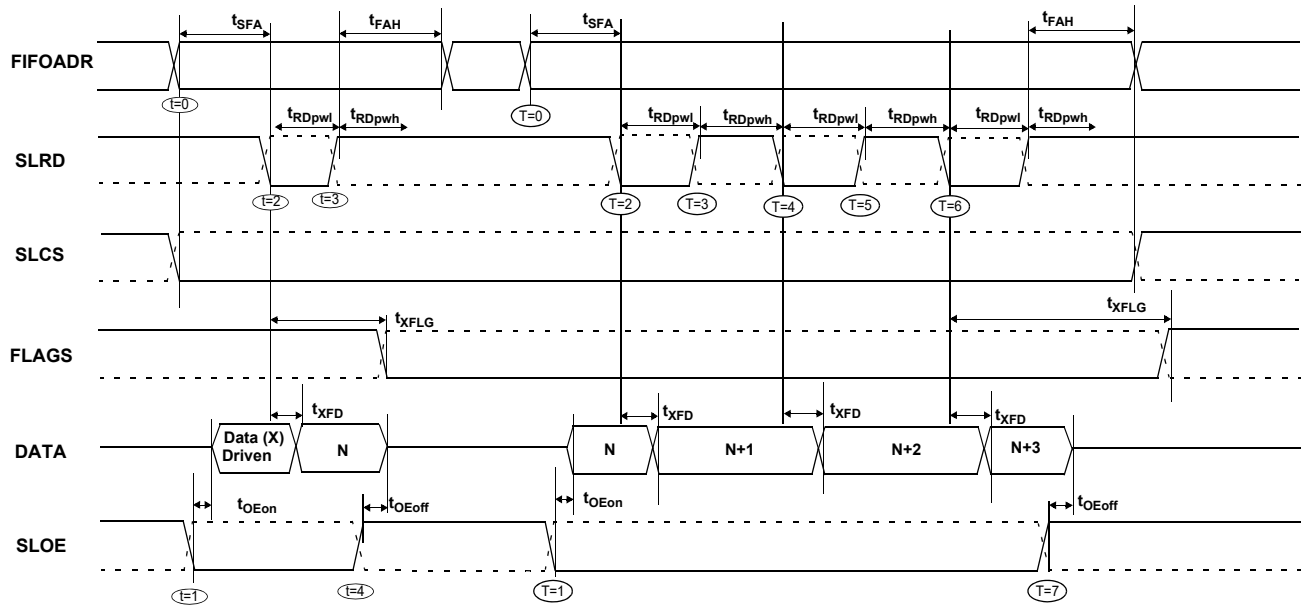 tSFA tFAH tSFA tFAH
FIFOADR
t=0 T=0
tRDpwl tRDpwh tRDpwl tRDpwh tRDpwl tRDpwh tRDpwl tRDpwh
SLRD
t=2 t=3 T=2 T=3 T=4 T=5 T=6
SLCS
tXFLG tXFLG
FLAGS
tXFD tXFD tXFD tXFD
DATA
Data (X)
Driven
N N N+1 N+2 N+3
tOEon tOEoff tOEon tOEoff
SLOE
t=1 t=4 T=1 T=7